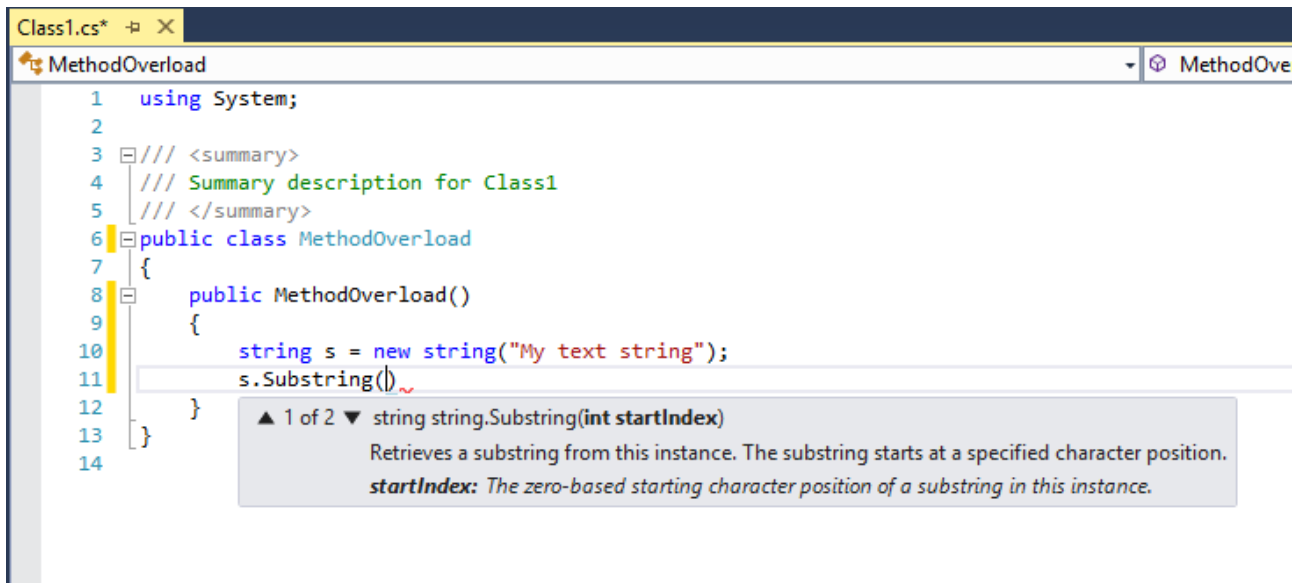 Class1.cs*
MethodOverload MethodOve
1 using System;
2
3 /// <summary>
4 /// Summary description for Class1
5 /// </summary>
6 public class MethodOverload
7 {
8 public MethodOverload()
9 {
10 string s = new string("My text string");
11 s.Substring()
12 }
▲ 1 of 2 ▼ string string.Substring(int startIndex)
13 }
Retrieves a substring from this instance. The substring starts at a specified character position.
14
startIndex: The zero-based starting character position of a substring in this instance.